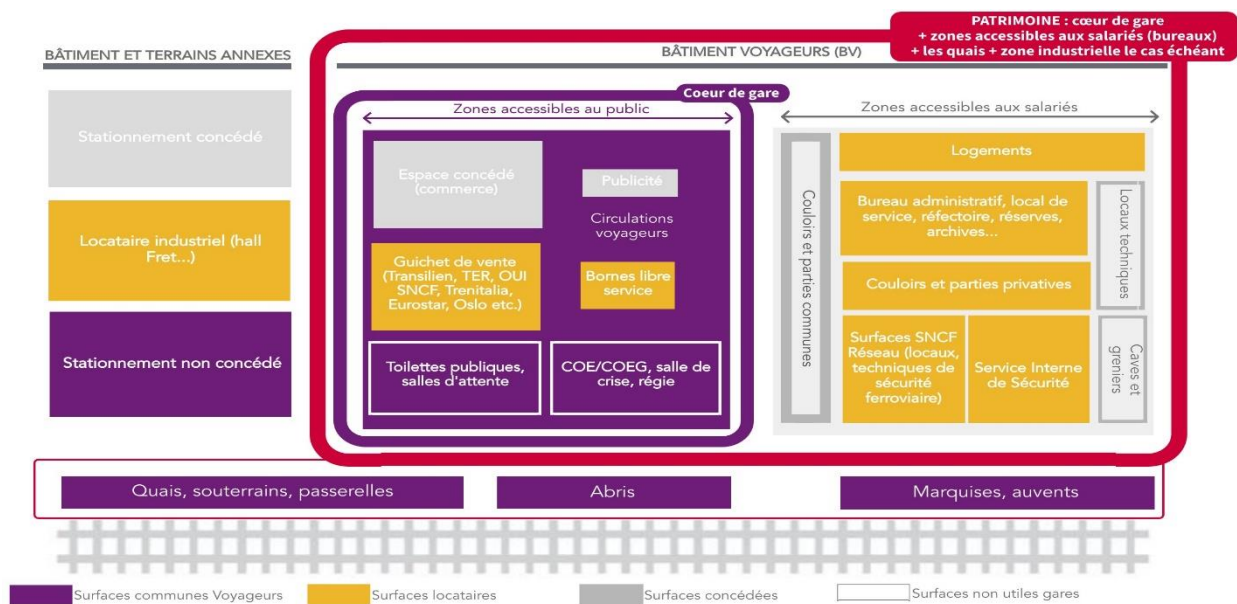 PATRIMOINE : cœur de gare
+ zones accessibles aux salariés (bureaux)
+ les quais + zone industrielle le cas échéant
BÂTIMENT ET TERRAINS ANNEXES
BÂTIMENT VOYAGEURS (BV)
Coeur de gare
Zones accessibles au public
Zones accessibles aux salariés
Stationnement concédé
Locataire industriel (hall
Fret...)
Stationnement non concédé
Espace concédé
(commerce)
Publicité
Circulations
voyageurs
Guichet de vente
(Transilien, TER, OUI
SNCF, Trenitalia,
Eurostar, Oslo etc.)
Bornes libre
service
Toilettes publiques,
salles d'attente
COE/COEG, salle de
crise, régie
Couloirs et parties communes
Logements
Bureau administratif, local de
service, réfectoire, réserves,
archives...
Locaux techniques
Couloirs et parties privatives
Surfaces SNCF
Réseau (locaux,
techniques de
sécurité
ferroviaire)
Service Interne
de Sécurité
Caves et
greniers
Quais, souterrains, passerelles
Abris
Marquises, auvents
Surfaces communes Voyageurs
Surfaces locataires
Surfaces concédées
Surfaces non utiles gares